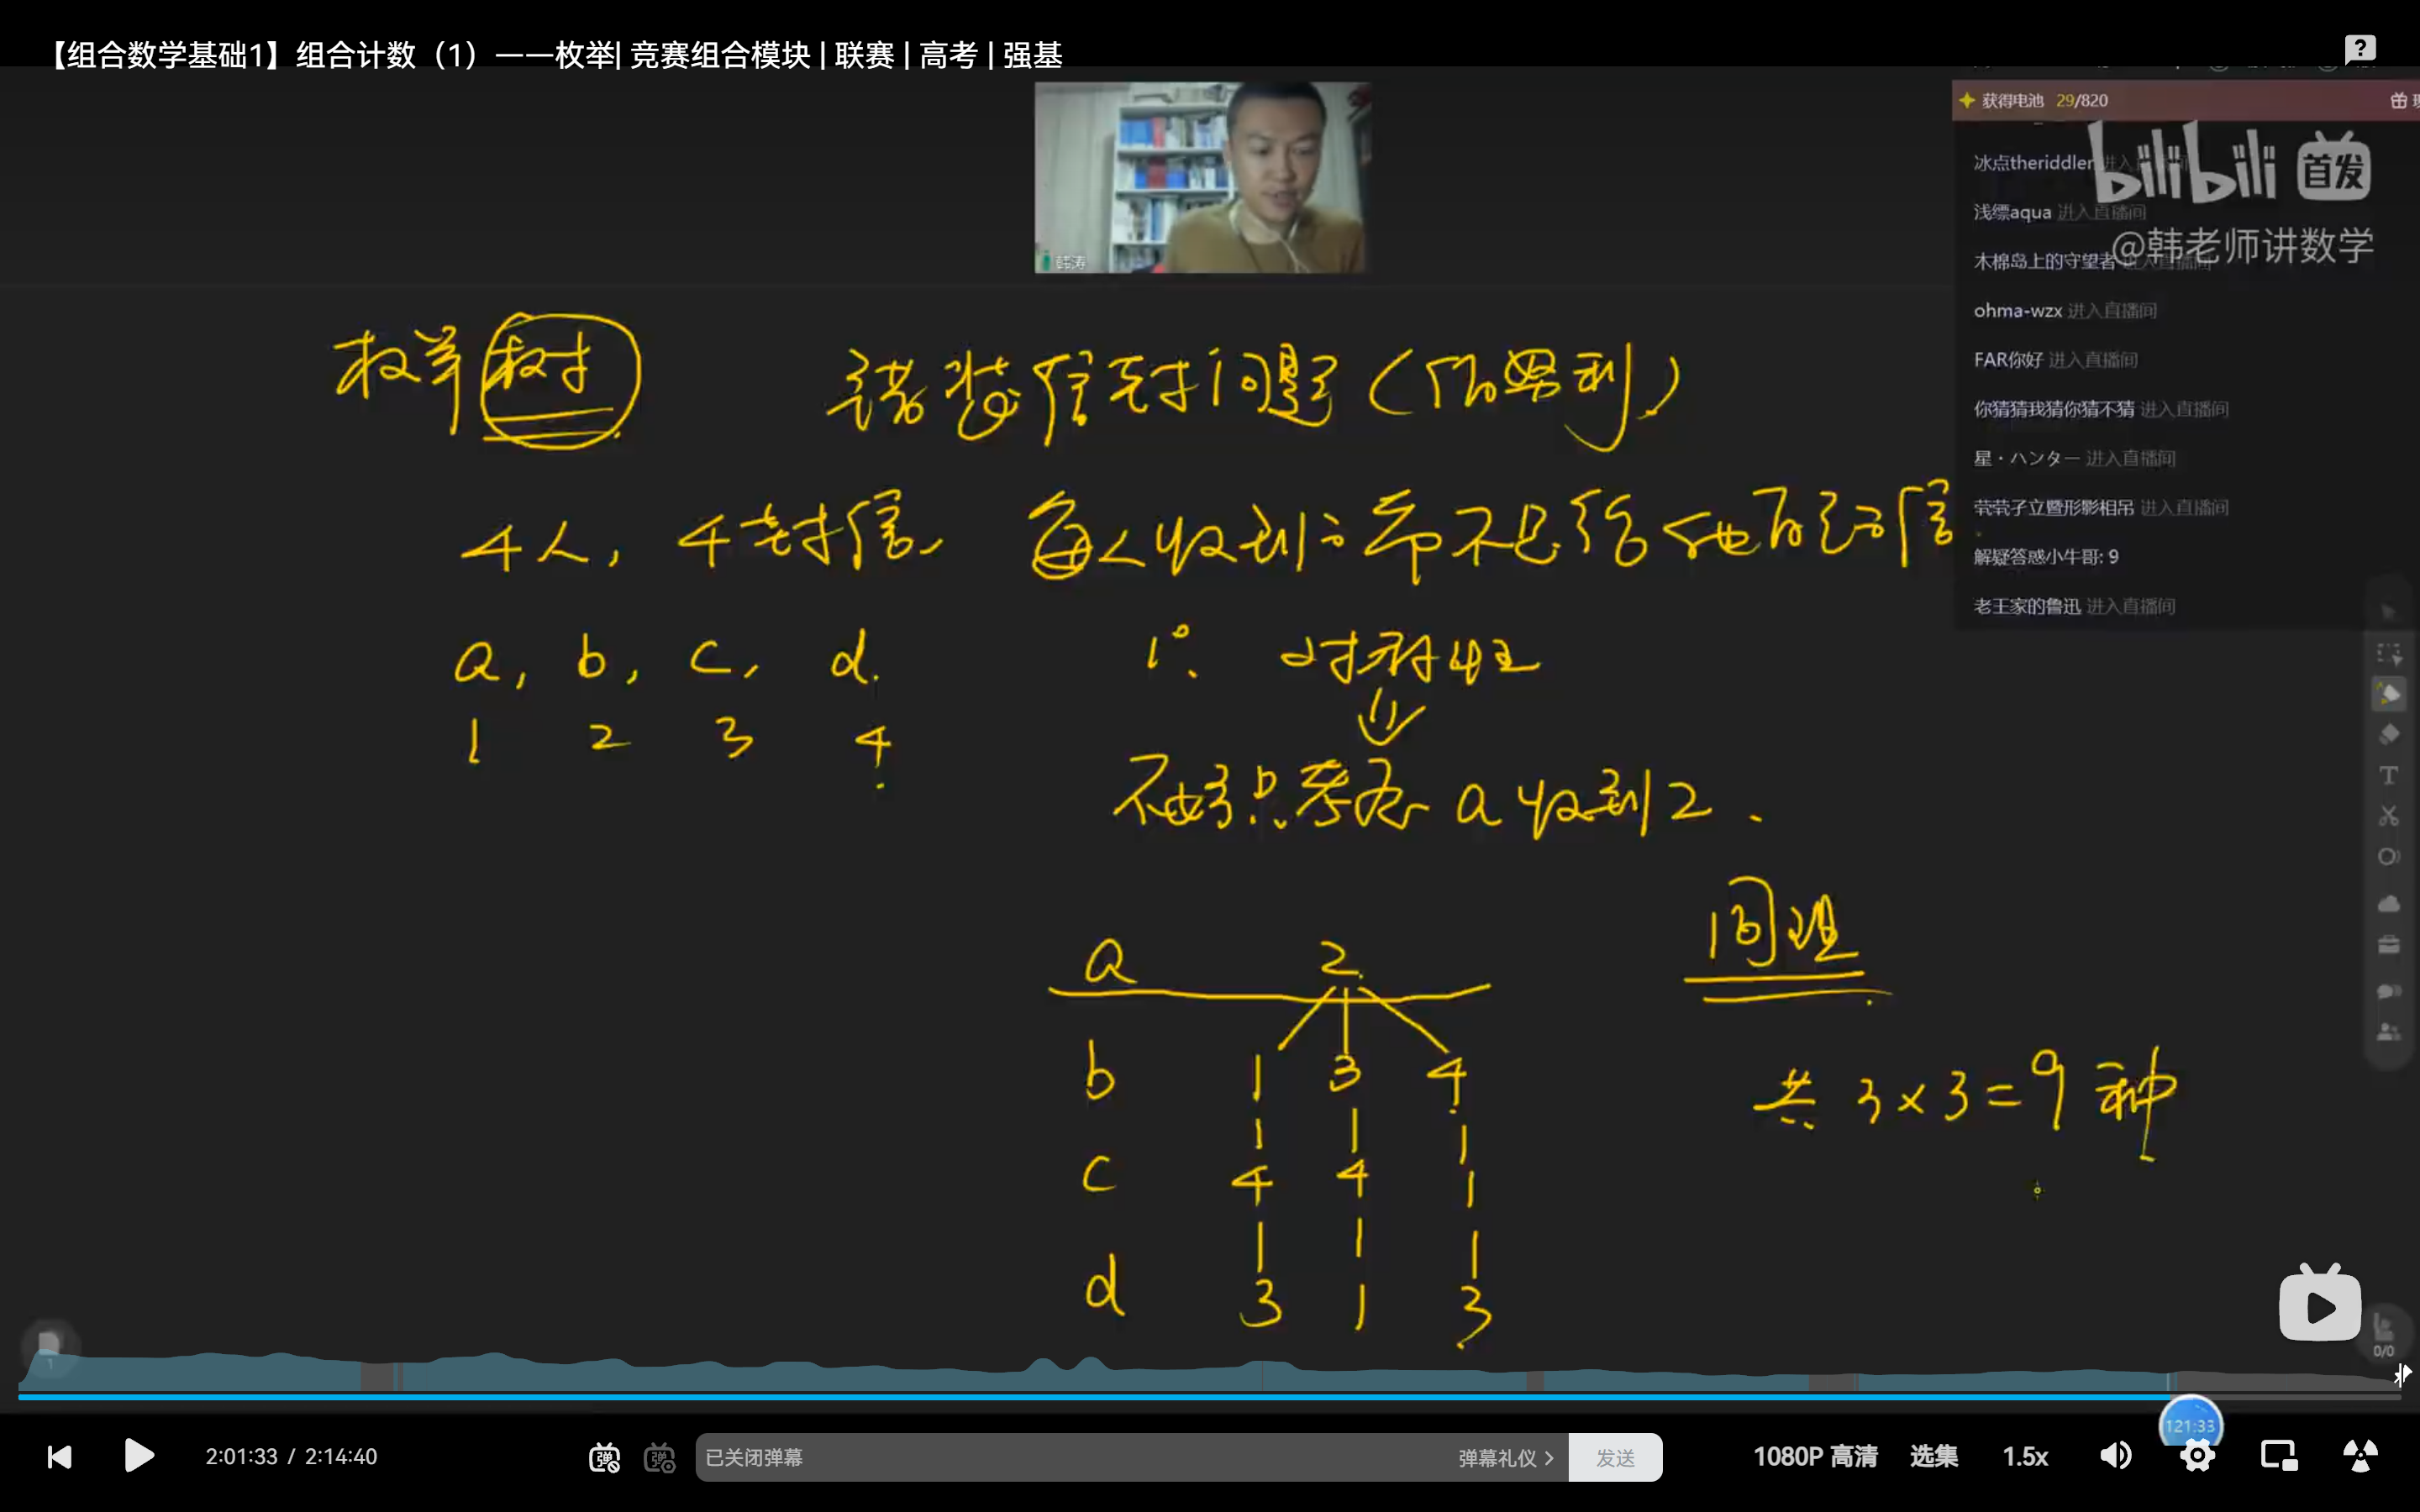 【组合数学基础1】组合计数（1）——枚举| 竞赛组合模块 | 联赛 | 高考 | 强基
获得电池 29/820
bilibili 首发
@韩老师讲数学
冰点theriddler 进入
浅缥aqua 进入直播间
木棉岛上的守望者 进入直播间
ohma-wzx 进入直播间
FAR你好 进入直播间
你猜猜我猜你猜不猜 进入直播间
星・ハンター 进入直播间
茕茕子立暨形影相吊 进入直播间
解疑答惑小牛哥: 9
老王家的鲁迅 进入直播间
韩涛
枚举树 错装信封问题（伯努利）
4人, 4封信, 每人收到一封不是给他的信
a, b, c, d.
1 2 3 4
1°. 对称性
⇓
不妨只考虑 a 收到 2.
a 2
b 1 3 4
c 4 4 1
d 3 1 3
共 3×3=9 种
1
0/0
121:33
2:01:33 / 2:14:40
弹 弹
已关闭弹幕
弹幕礼仪 >
发送
1080P 高清
选集
1.5x